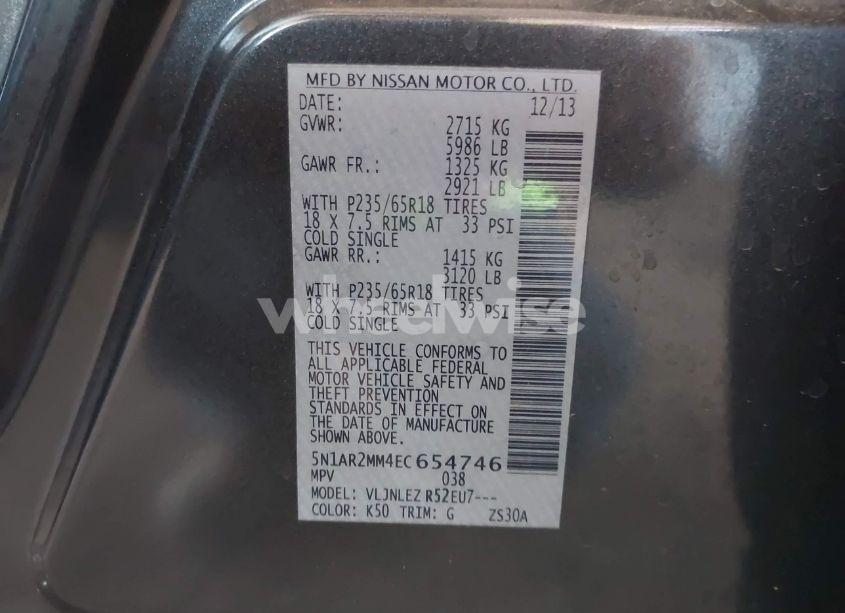 MFD BY NISSAN MOTOR CO., LTD.
DATE: 12/13
GVWR: 2715 KG
5986 LB
GAWR FR.: 1325 KG
2921 LB
WITH P235/65R18 TIRES
18 X 7.5 RIMS AT 33 PSI
COLD SINGLE
GAWR RR.: 1415 KG
3120 LB
WITH P235/65R18 TIRES
18 X 7.5 RIMS AT 33 PSI
COLD SINGLE
wheelwise
THIS VEHICLE CONFORMS TO
ALL APPLICABLE FEDERAL
MOTOR VEHICLE SAFETY AND
THEFT PREVENTION
STANDARDS IN EFFECT ON
THE DATE OF MANUFACTURE
SHOWN ABOVE.
5N1AR2MM4EC654746
MPV 038
MODEL: VLJNLEZ R52EU7---
COLOR: K50 TRIM: G ZS30A